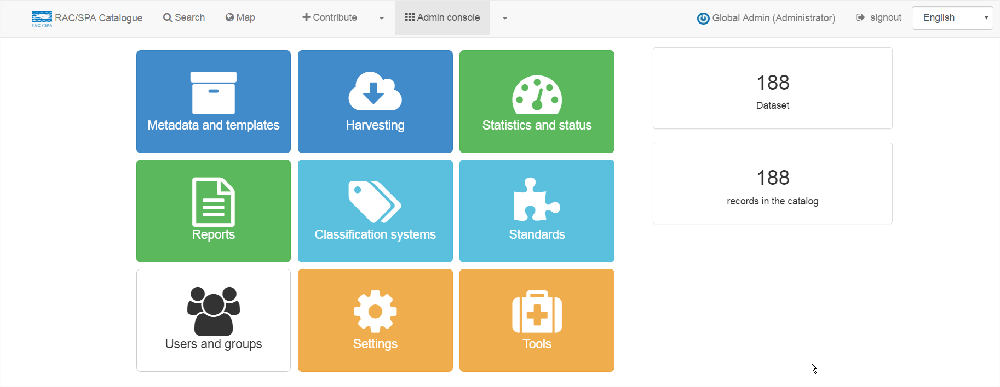 RAC/SPA
RAC/SPA Catalogue
Search
Map
Contribute
Admin console
Global Admin (Administrator)
signout
English
Metadata and templates
Harvesting
Statistics and status
188
Dataset
Reports
Classification systems
Standards
188
records in the catalog
Users and groups
Settings
Tools